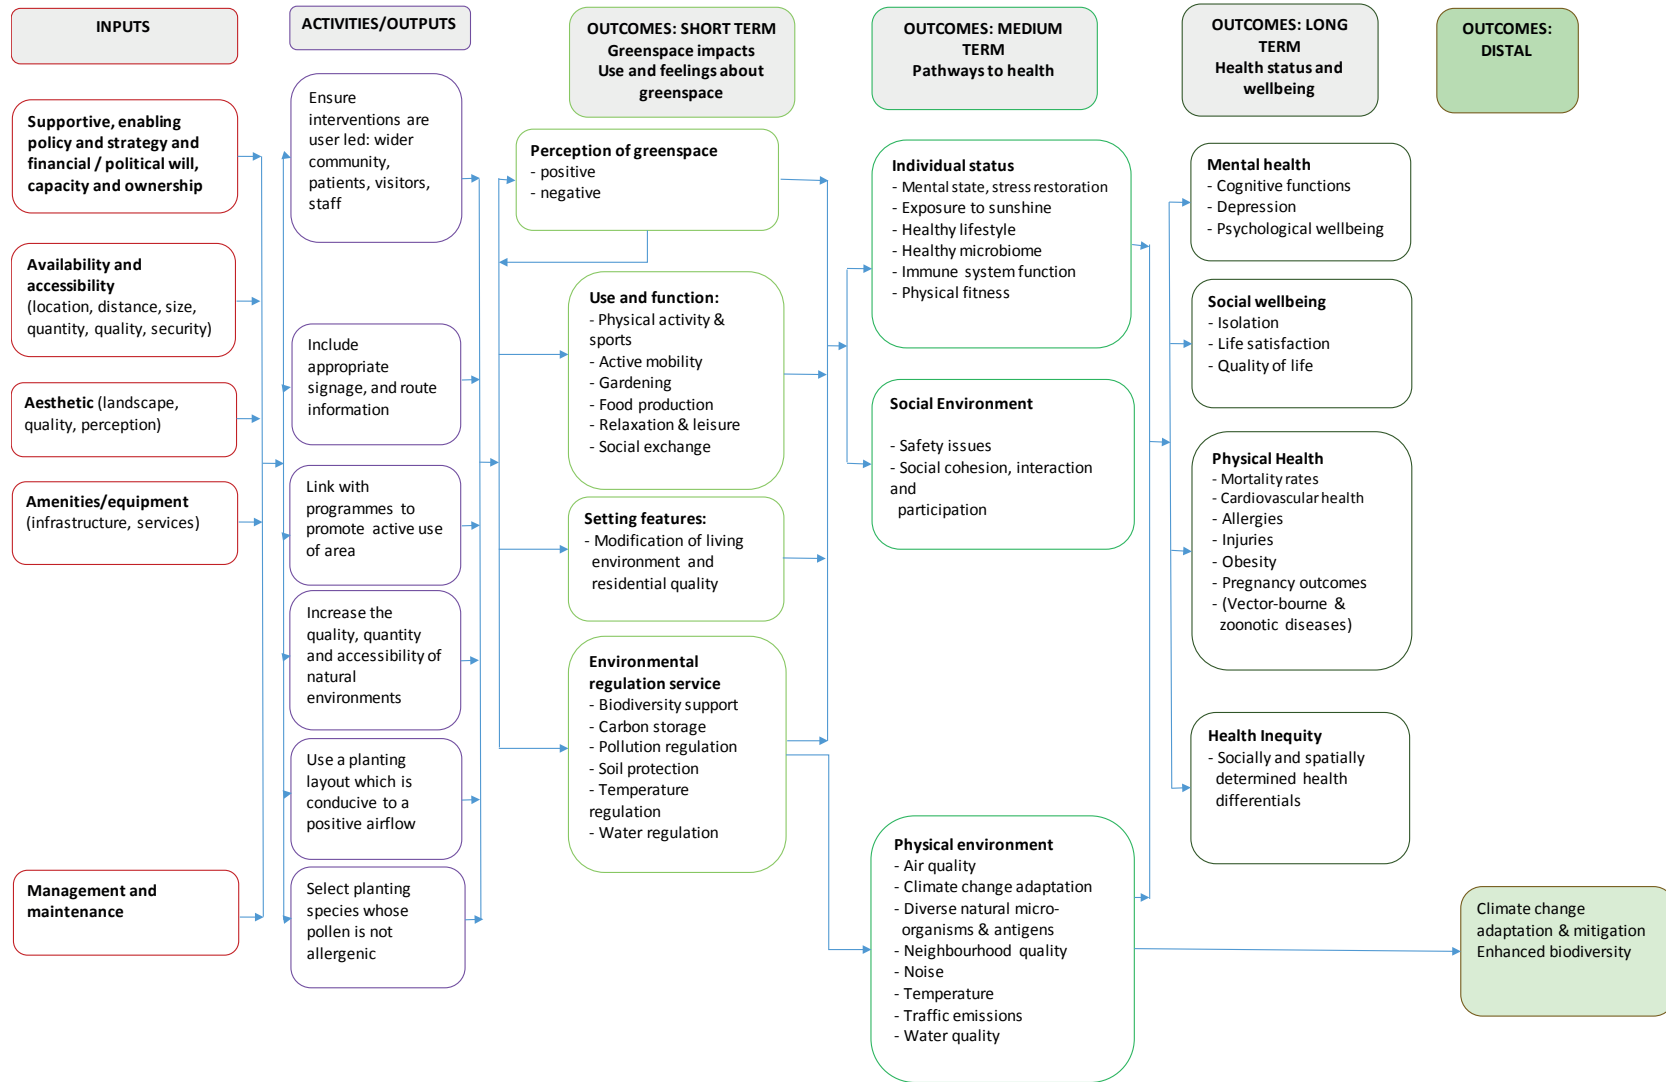 INPUTS
Supportive, enabling
policy and strategy and
financial / political will,
capacity and ownership
Availability and
accessibility
(location, distance, size,
quantity, quality, security)
Aesthetic (landscape,
quality, perception)
Amenities/equipment
(infrastructure, services)
Management and
maintenance
ACTIVITIES/OUTPUTS
Ensure
interventions are
user led: wider
community,
patients, visitors,
staff
Include
appropriate
signage, and route
information
Link with
programmes to
promote active use
of area
Increase the
quality, quantity
and accessibility of
natural
environments
Use a planting
layout which is
conducive to a
positive airflow
Select planting
species whose
pollen is not
allergenic
OUTCOMES: SHORT TERM
Greenspace impacts
Use and feelings about
greenspace
Perception of greenspace
- positive
- negative
Use and function:
- Physical activity &
sports
- Active mobility
- Gardening
- Food production
- Relaxation & leisure
- Social exchange
Setting features:
- Modification of living
environment and
residential quality
Environmental
regulation service
- Biodiversity support
- Carbon storage
- Pollution regulation
- Soil protection
- Temperature
regulation
- Water regulation
OUTCOMES: MEDIUM
TERM
Pathways to health
Individual status
- Mental state, stress restoration
- Exposure to sunshine
- Healthy lifestyle
- Healthy microbiome
- Immune system function
- Physical fitness
Social Environment
- Safety issues
- Social cohesion, interaction
and
participation
Physical environment
- Air quality
- Climate change adaptation
- Diverse natural micro-
organisms & antigens
- Neighbourhood quality
- Noise
- Temperature
- Traffic emissions
- Water quality
OUTCOMES: LONG
TERM
Health status and
wellbeing
Mental health
- Cognitive functions
- Depression
- Psychological wellbeing
Social wellbeing
- Isolation
- Life satisfaction
- Quality of life
Physical Health
- Mortality rates
- Cardiovascular health
- Allergies
- Injuries
- Obesity
- Pregnancy outcomes
- (Vector-bourne &
zoonotic diseases)
Health Inequity
- Socially and spatially
determined health
differentials
OUTCOMES:
DISTAL
Climate change
adaptation & mitigation
Enhanced biodiversity